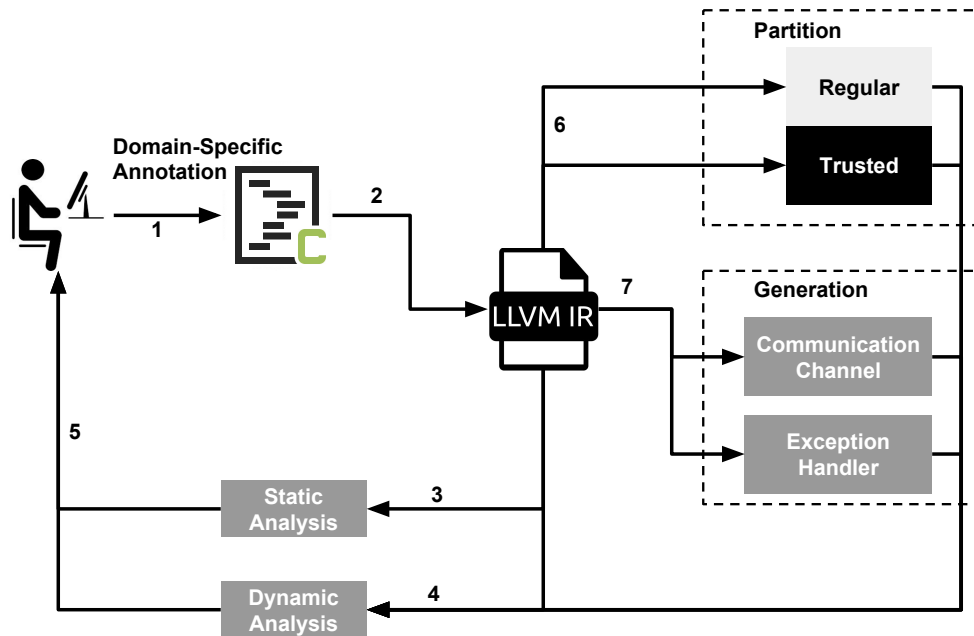 Partition
Regular
6
Trusted
Domain-Specific
Annotation
1
2
C
LLVM IR
7
Generation
Communication
Channel
Exception
Handler
5
3
Static
Analysis
4
Dynamic
Analysis